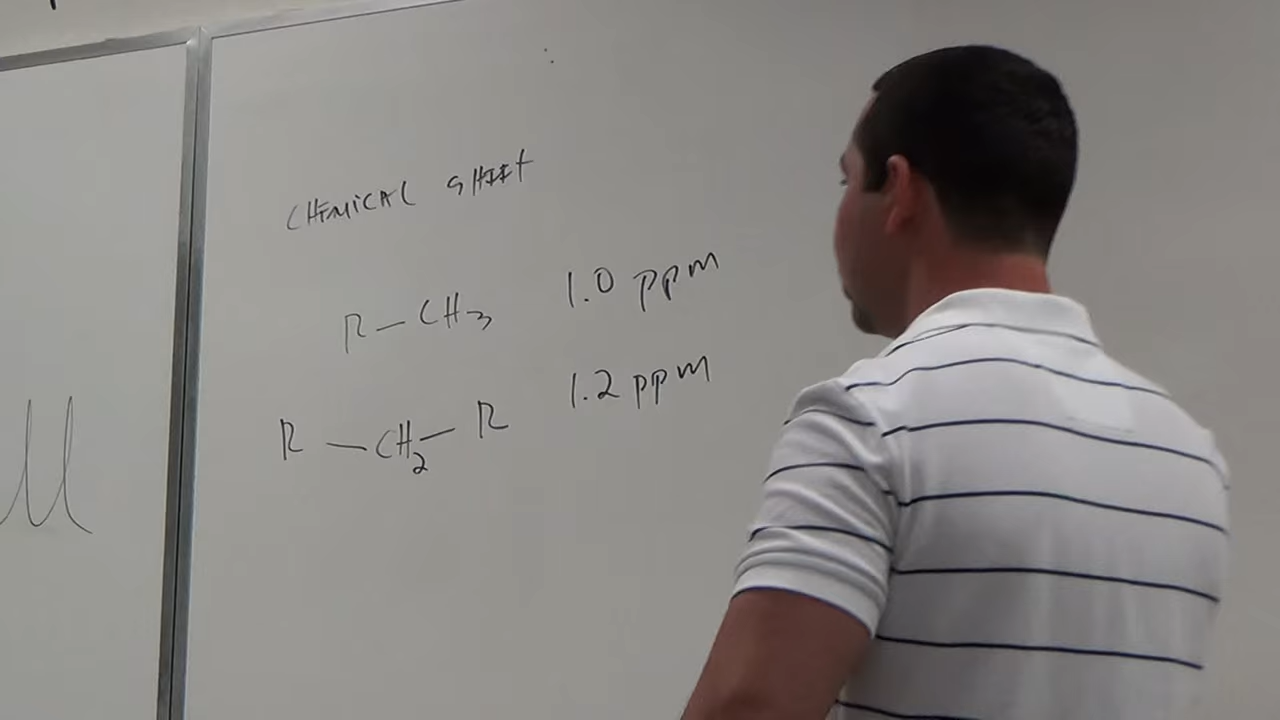 CHEMICAL SHIFT
R—CH3 1.0 ppm
R—CH2—R 1.2 ppm